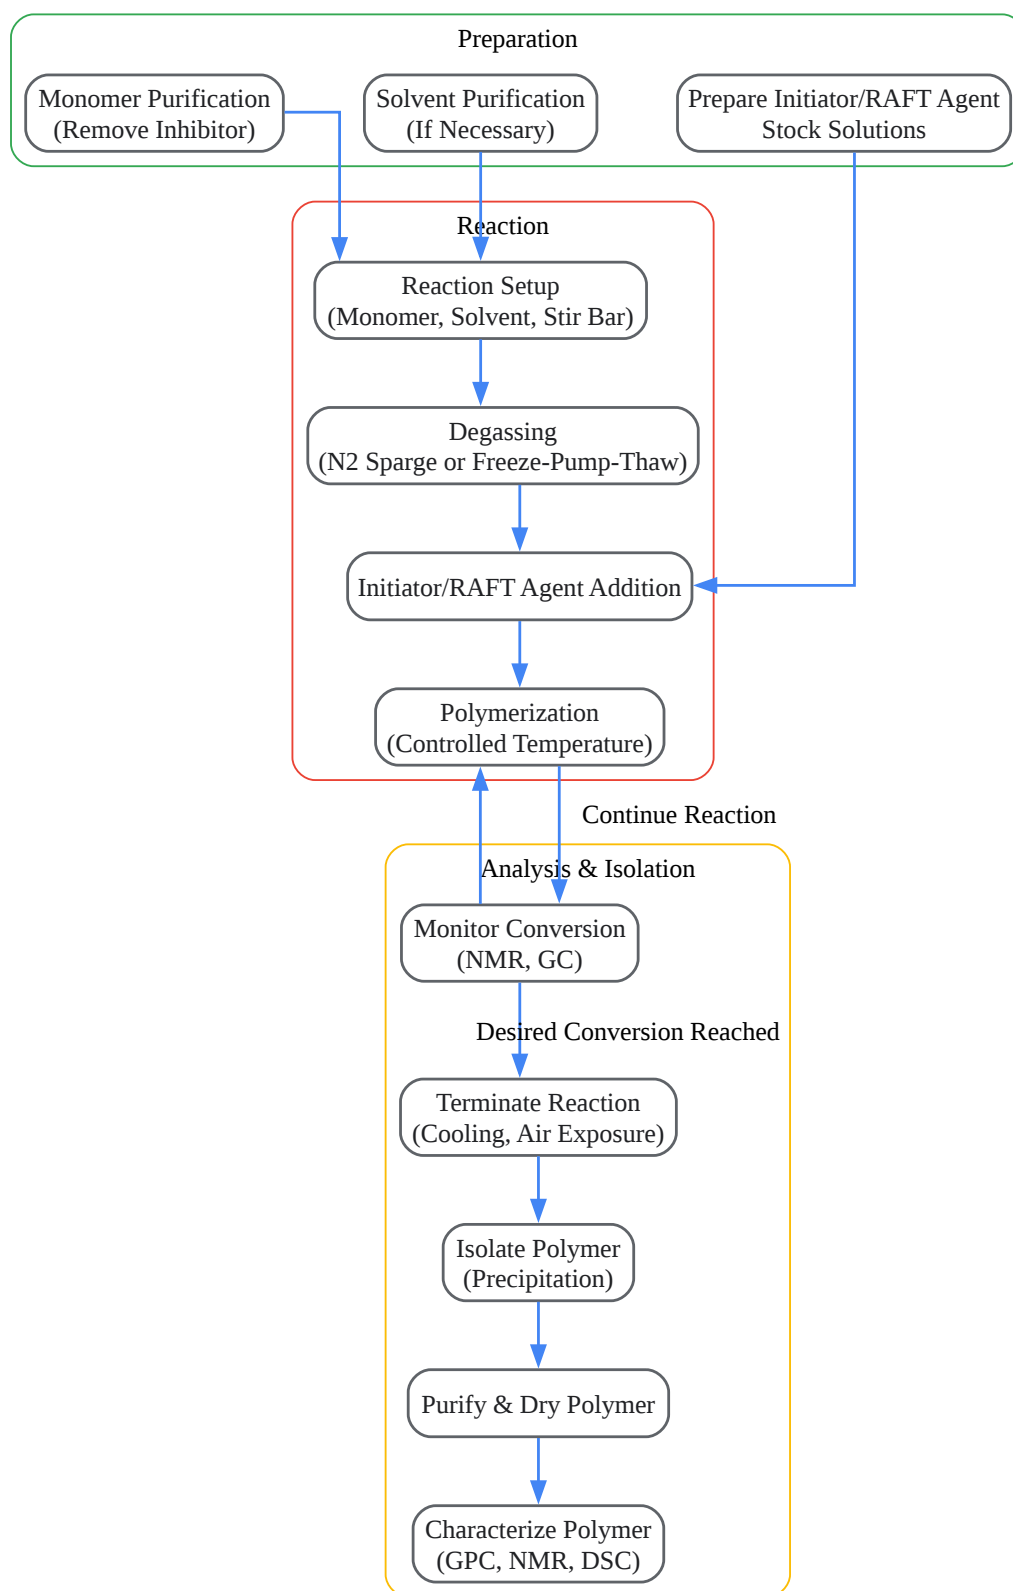 Preparation
Monomer Purification
(Remove Inhibitor)
Solvent Purification
(If Necessary)
Prepare Initiator/RAFT Agent
Stock Solutions
Reaction
Reaction Setup
(Monomer, Solvent, Stir Bar)
Degassing
(N2 Sparge or Freeze-Pump-Thaw)
Initiator/RAFT Agent Addition
Polymerization
(Controlled Temperature)
Continue Reaction
Analysis & Isolation
Monitor Conversion
(NMR, GC)
Desired Conversion Reached
Terminate Reaction
(Cooling, Air Exposure)
Isolate Polymer
(Precipitation)
Purify & Dry Polymer
Characterize Polymer
(GPC, NMR, DSC)